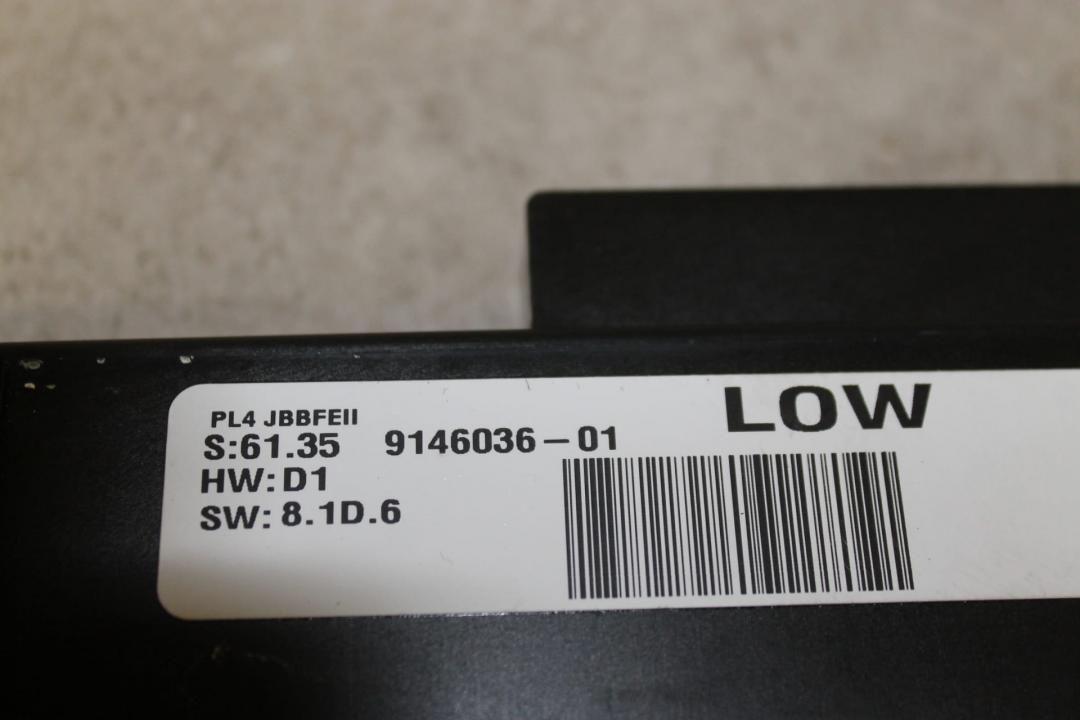 PL4 JBBFEII
S:61.35 9146036-01
HW: D1
SW: 8.1D.6
LOW